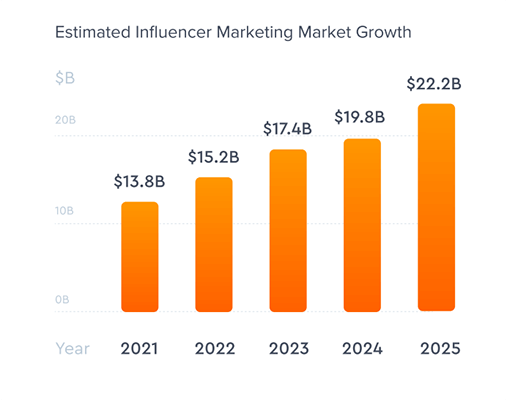 Estimated Influencer Marketing Market Growth
$B
$22.2B
20B
$19.8B
$17.4B
$15.2B
$13.8B
10B
0B
Year 2021 2022 2023 2024 2025